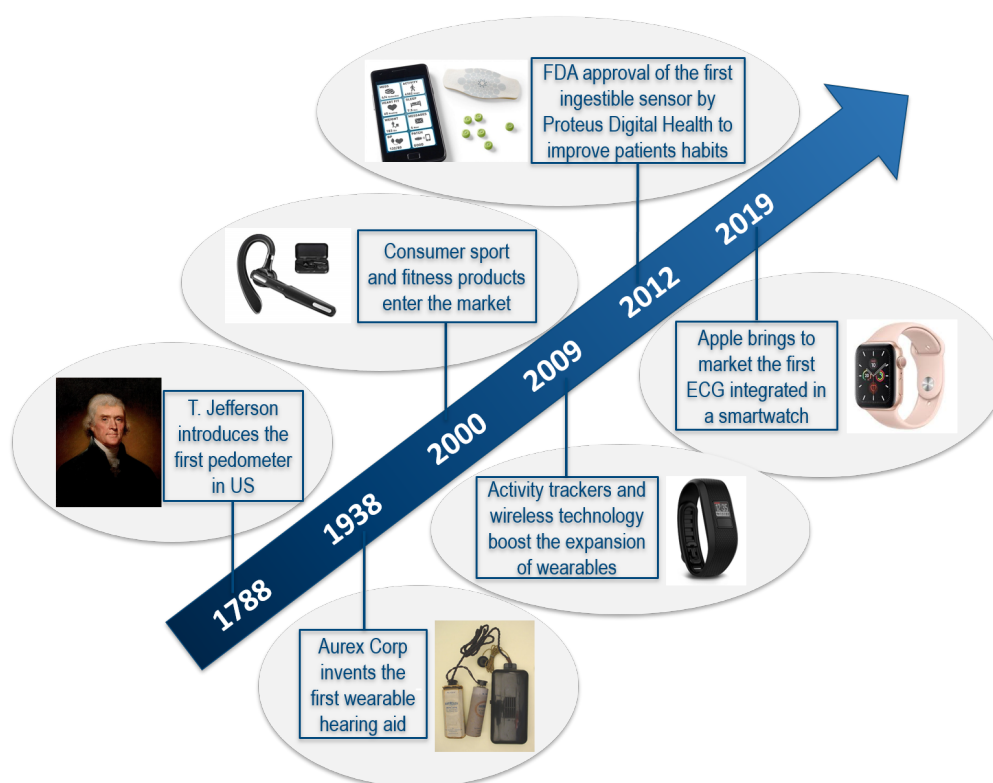 FDA approval of the first
ingestible sensor by
Proteus Digital Health to
improve patients habits
2019
Consumer sport
and fitness products
enter the market
2012
Apple brings to
market the first
ECG integrated in
a smartwatch
2009
T. Jefferson
introduces the
first pedometer
in US
2000
Activity trackers and
wireless technology
boost the expansion
of wearables
1938
1788
Aurex Corp
invents the
first wearable
hearing aid